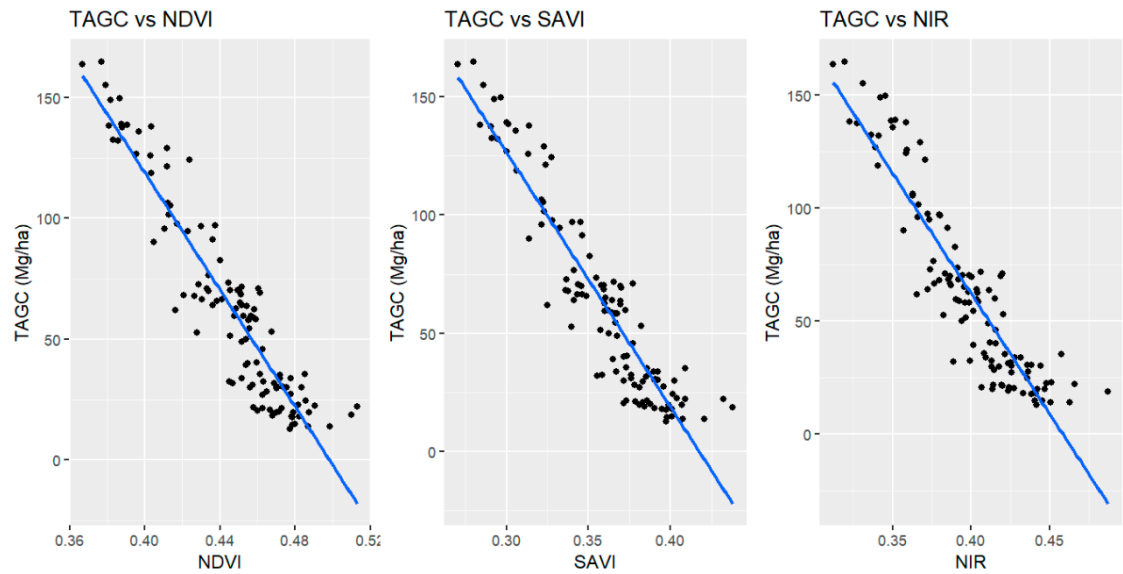 TAGC vs NDVI
TAGC (Mg/ha)
150
100
50
0
0.36 0.40 0.44 0.48 0.52
NDVI
TAGC vs SAVI
TAGC (Mg/ha)
150
100
50
0
0.30 0.35 0.40
SAVI
TAGC vs NIR
TAGC (Mg/ha)
150
100
50
0
0.35 0.40 0.45
NIR